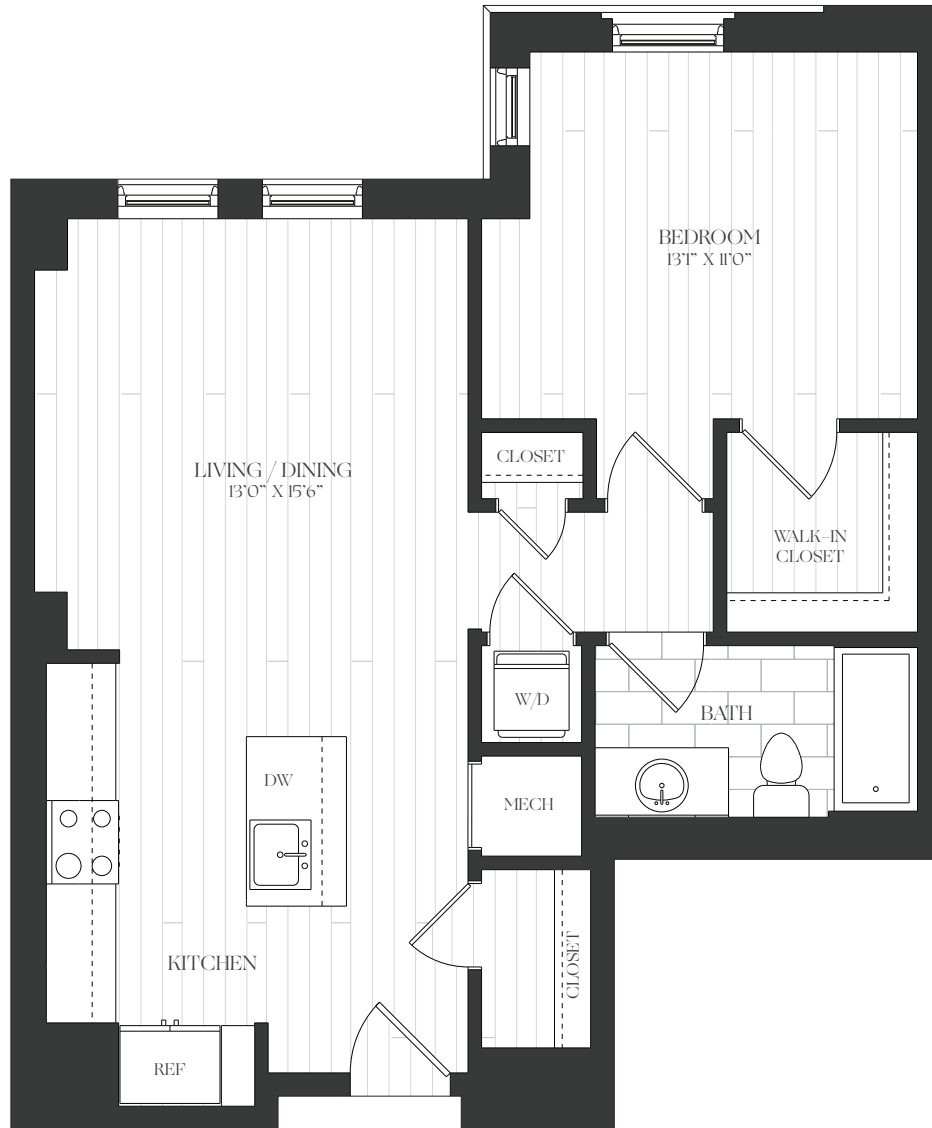 BEDROOM
13'1" X 11'0"
LIVING / DINING
13'0" X 15'6"
CLOSET
WALK-IN
CLOSET
W/D
BATH
DW
MECH
KITCHEN
CLOSET
REF